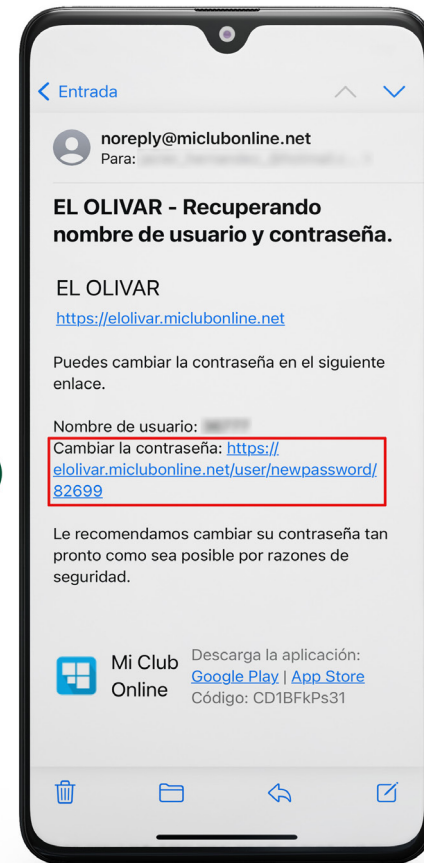 Entrada
noreply@miclubonline.net
Para:
EL OLIVAR - Recuperando
nombre de usuario y contraseña.
EL OLIVAR
https://elolivar.miclubonline.net
Puedes cambiar la contraseña en el siguiente
enlace.
Nombre de usuario:
Cambiar la contraseña: https://
elolivar.miclubonline.net/user/newpassword/
82699
Le recomendamos cambiar su contraseña tan
pronto como sea posible por razones de
seguridad.
Mi Club
Online
Descarga la aplicación:
Google Play | App Store
Código: CD1BFkPs31